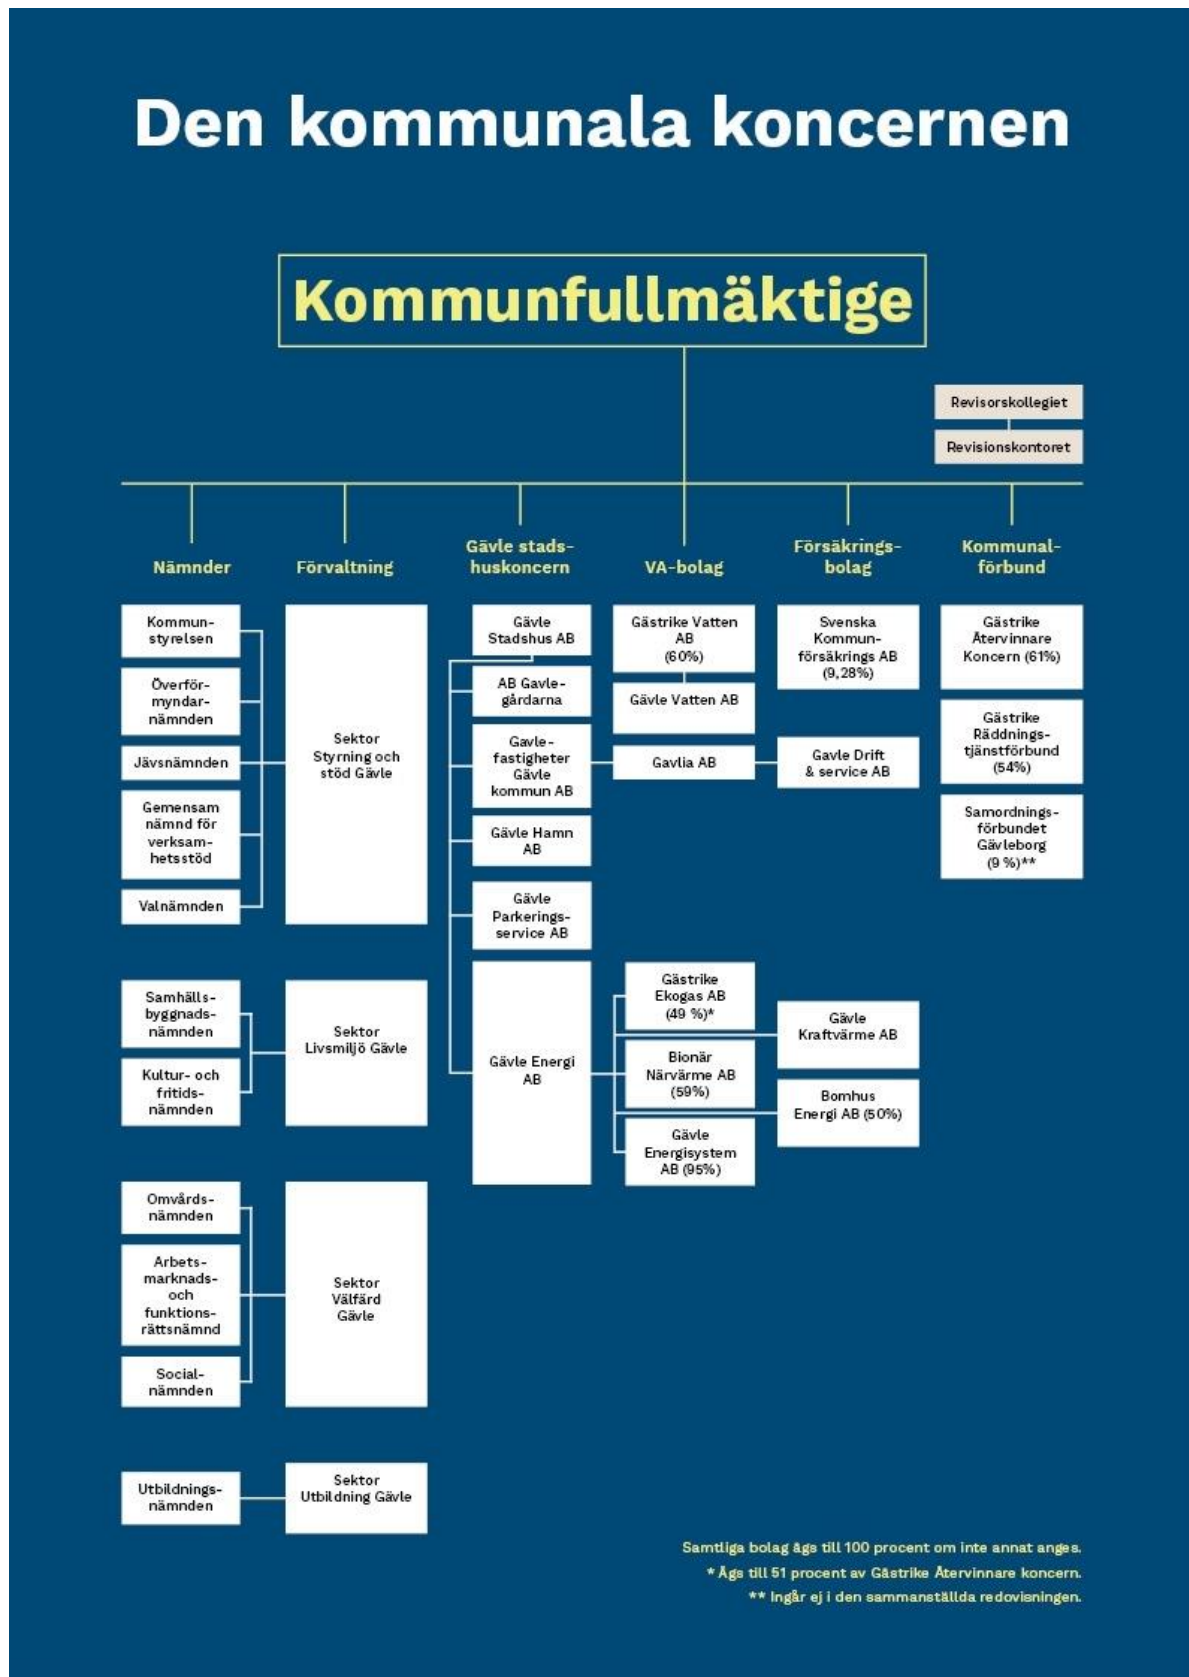 Den kommunala koncernen
Kommunfullmäktige
Revisorskollegiet
Revisionskontoret
Nämnder
Förvaltning
Gävle stads-
huskoncern
VA-bolag
Försäkrings-
bolag
Kommunal-
förbund
Kommun-
styrelsen
Överför-
myndar-
nämnden
Jävsnämnden
Gemensam
nämnd för
verksam-
hetsstöd
Valnämnden
Sektor
Styrning och
stöd Gävle
Samhälls-
byggnads-
nämnden
Kultur- och
fritids-
nämnden
Sektor
Livsmiljö Gävle
Omvårds-
nämnden
Arbets-
marknads-
och
funktions-
rättsnämnd
Social-
nämnden
Sektor
Välfärd
Gävle
Utbildnings-
nämnden
Sektor
Utbildning Gävle
Gävle
Stadshus AB
AB Gavle-
gårdarna
Gavle-
fastigheter
Gävle
kommun AB
Gävle Hamn
AB
Gävle
Parkerings-
service AB
Gävle Energi
AB
Gästrike Vatten
AB
(60%)
Gävle Vatten AB
Gavlia AB
Gästrike
Ekogas AB
(49 %)*
Bionär
Närvärme AB
(59%)
Gävle
Energisystem
AB (95%)
Svenska
Kommun-
försäkrings AB
(9,28%)
Gavle Drift
& service AB
Gävle
Kraftvärme AB
Bomhus
Energi AB (50%)
Gästrike
Återvinnare
Koncern (61%)
Gästrike
Räddnings-
tjänstförbund
(54%)
Samordnings-
förbundet
Gävleborg
(9 %)**
Samtliga bolag ägs till 100 procent om inte annat anges.
* Ägs till 51 procent av Gästrike Återvinnare koncern.
** Ingår ej i den sammanställda redovisningen.